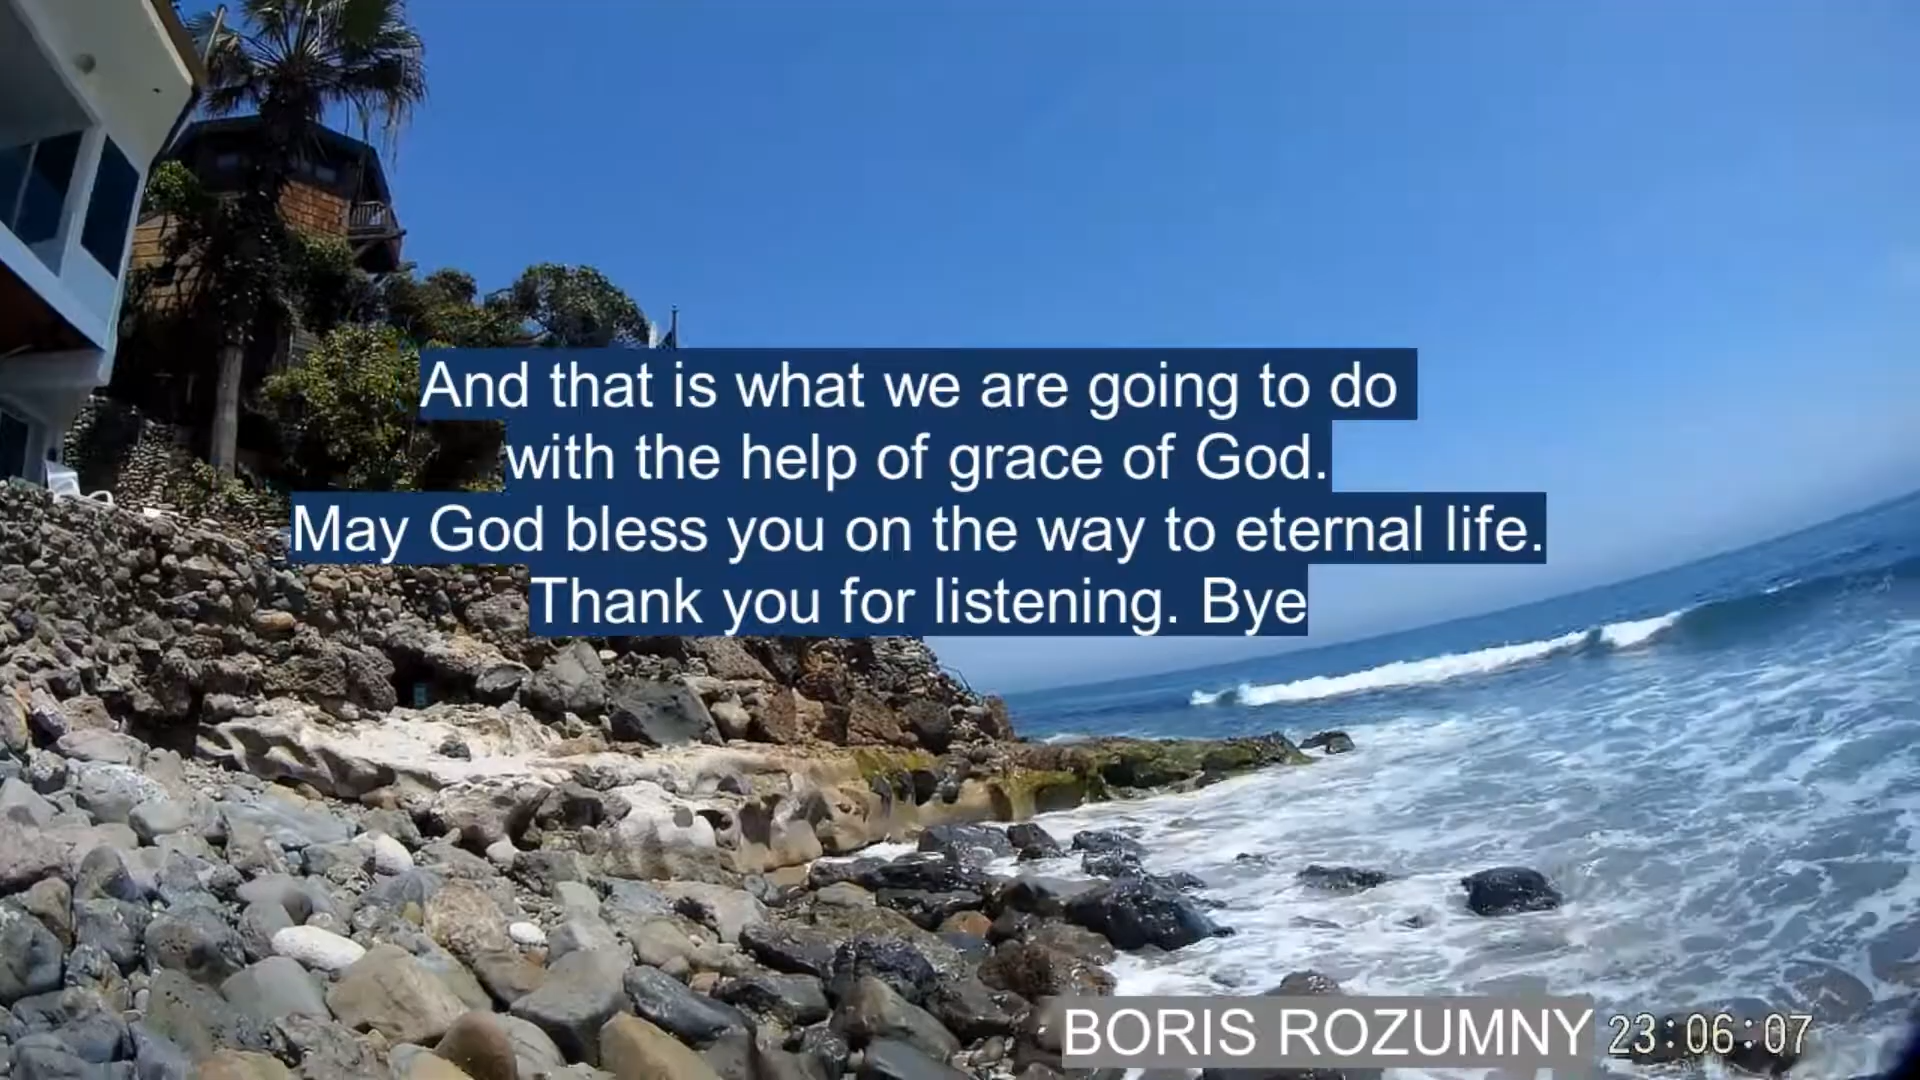 And that is what we are going to do
with the help of grace of God.
May God bless you on the way to eternal life.
Thank you for listening. Bye
BORIS ROZUMNY 23:06:07